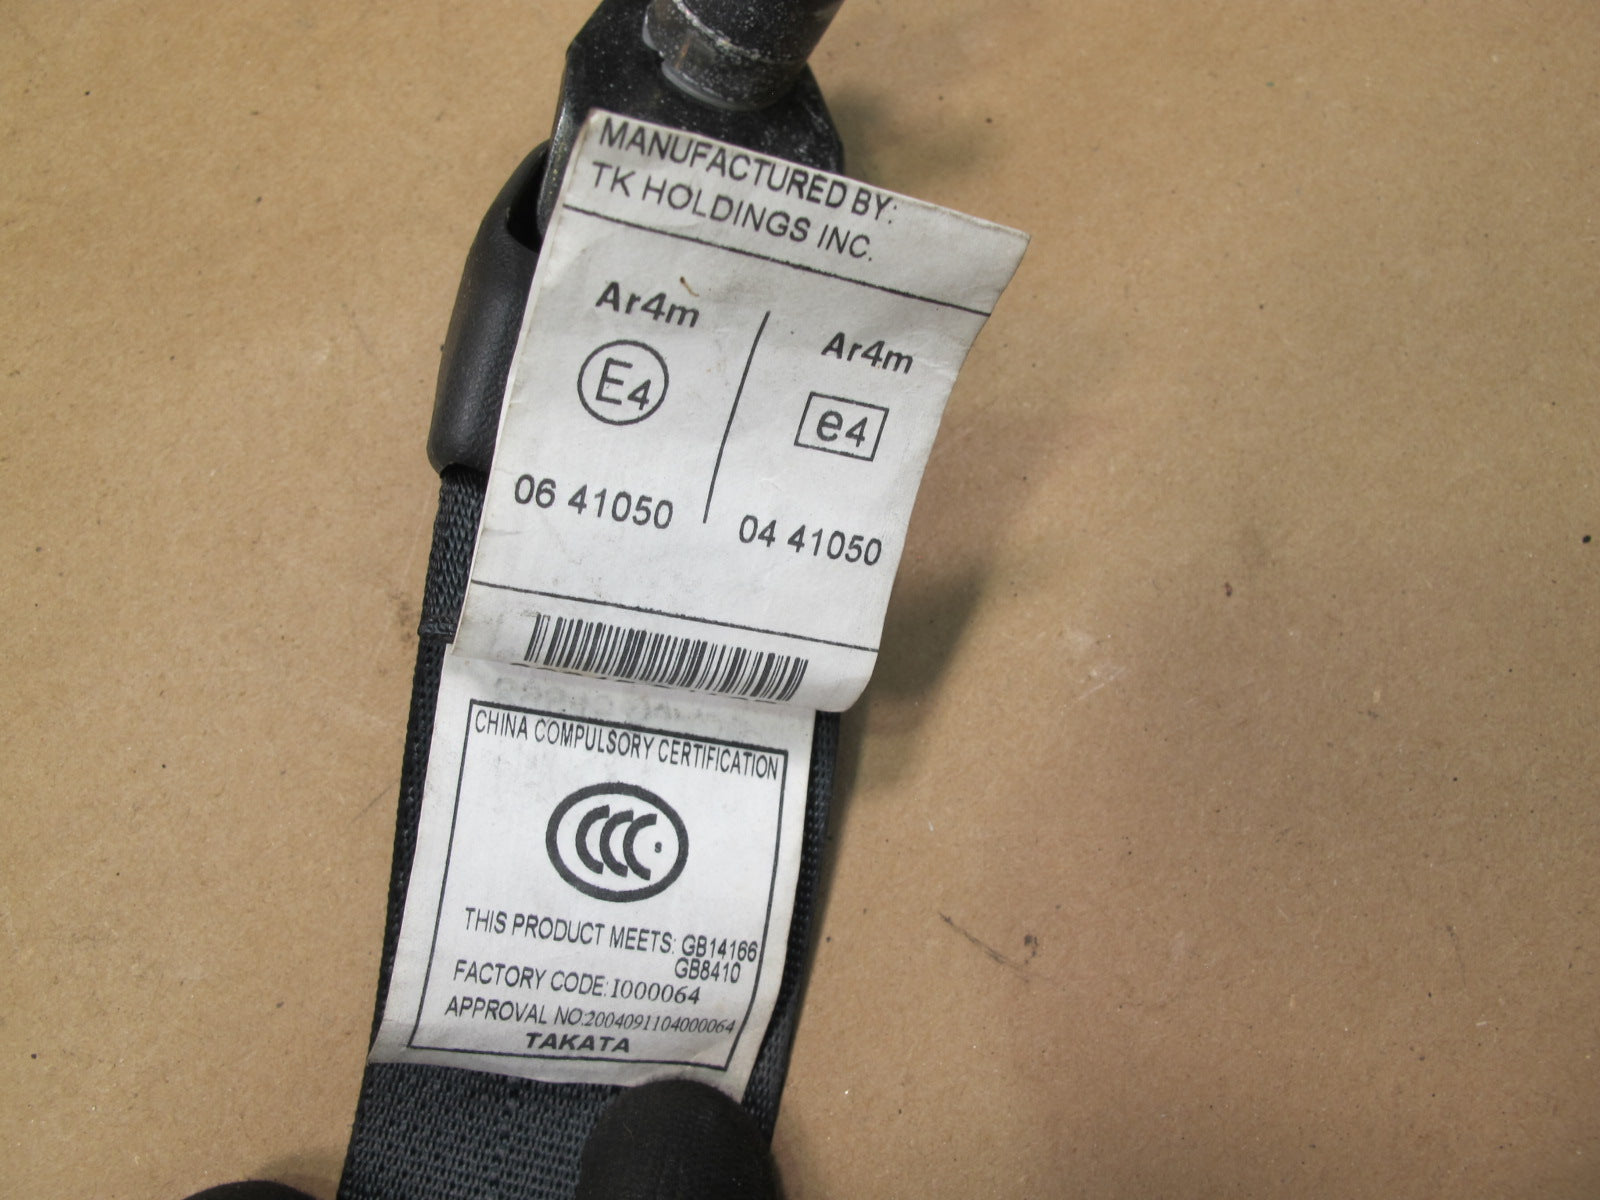 MANUFACTURED BY:
TK HOLDINGS INC.
Ar4m
E4
06 41050
Ar4m
e4
04 41050
CHINA COMPULSORY CERTIFICATION
CCC S
THIS PRODUCT MEETS: GB14166
GB8410
FACTORY CODE: I000064
APPROVAL NO:2004091104000064
TAKATA